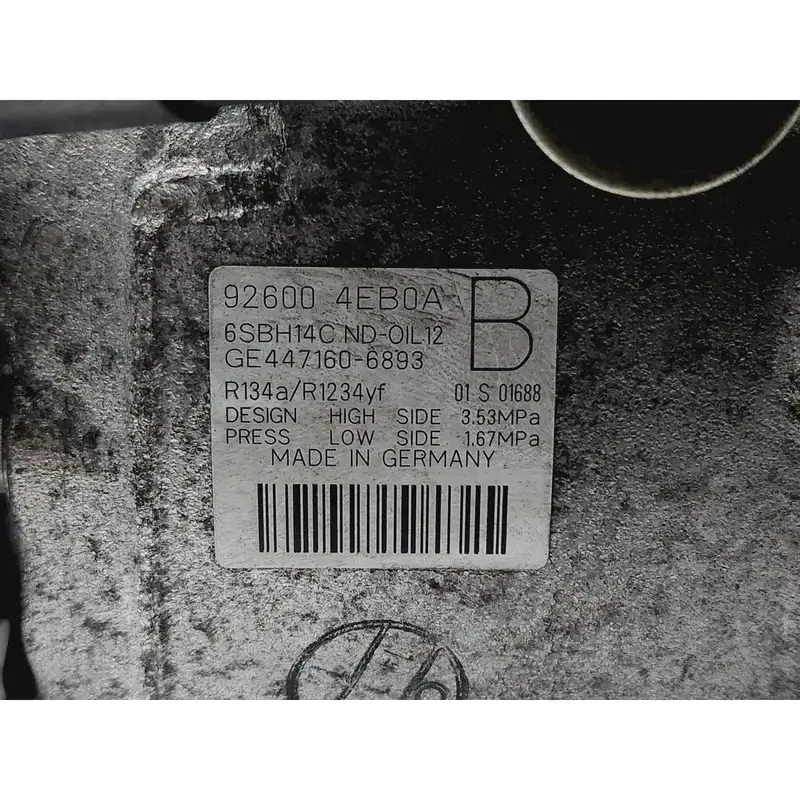 92600 4EB0A B
6SBH14C ND-OIL12
GE447160-6893
R134a/R1234yf 01 S 01688
DESIGN HIGH SIDE 3.53MPa
PRESS LOW SIDE 1.67MPa
MADE IN GERMANY